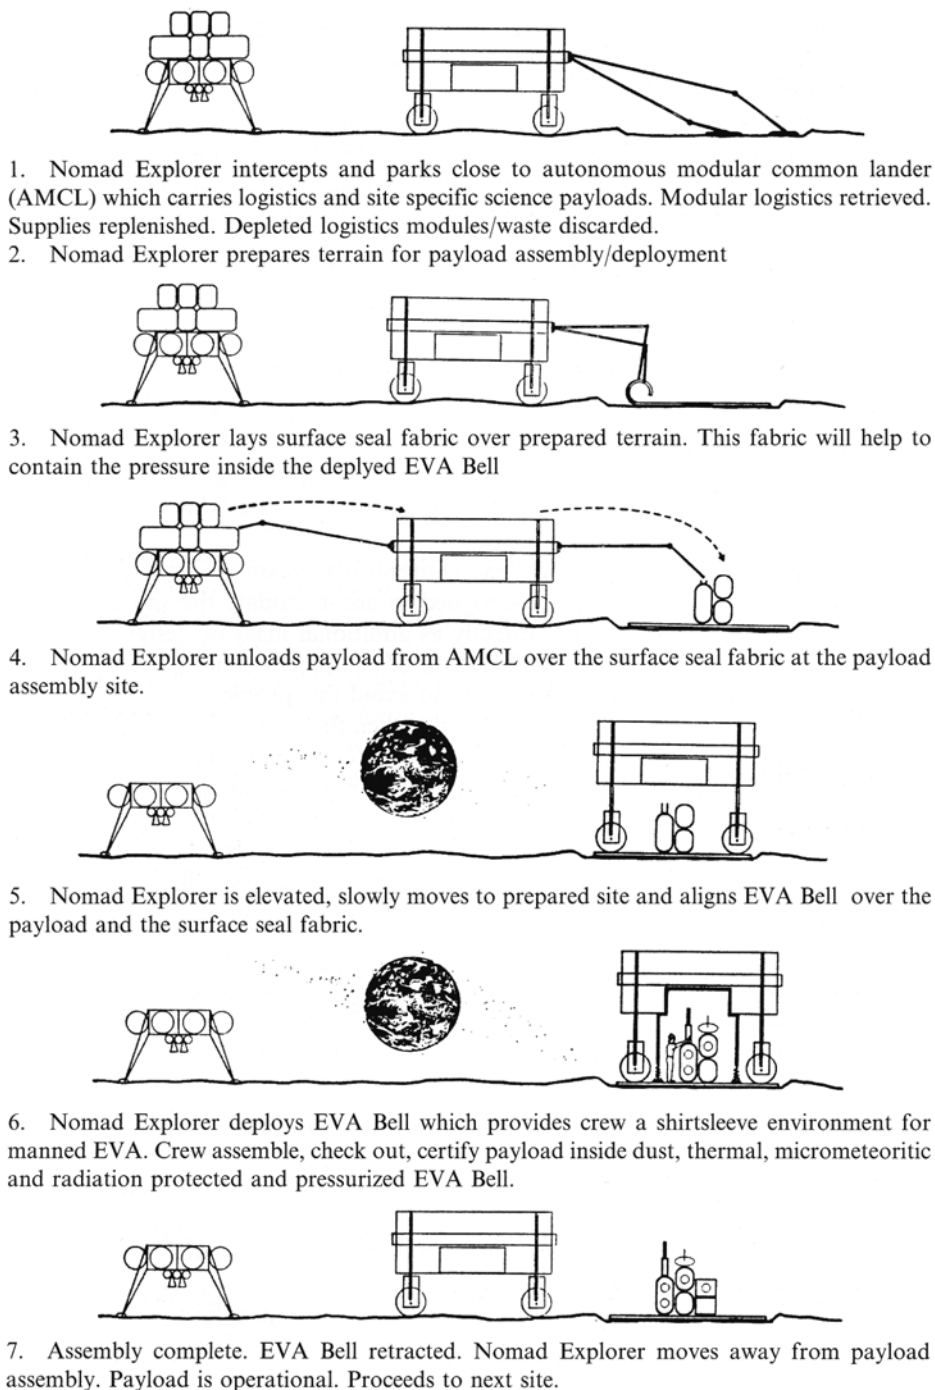 1. Nomad Explorer intercepts and parks close to autonomous modular common lander
(AMCL) which carries logistics and site specific science payloads. Modular logistics retrieved.
Supplies replenished. Depleted logistics modules/waste discarded.
2. Nomad Explorer prepares terrain for payload assembly/deployment
3. Nomad Explorer lays surface seal fabric over prepared terrain. This fabric will help to
contain the pressure inside the deplyed EVA Bell
4. Nomad Explorer unloads payload from AMCL over the surface seal fabric at the payload
assembly site.
5. Nomad Explorer is elevated, slowly moves to prepared site and aligns EVA Bell over the
payload and the surface seal fabric.
6. Nomad Explorer deploys EVA Bell which provides crew a shirtsleeve environment for
manned EVA. Crew assemble, check out, certify payload inside dust, thermal, micrometeoritic
and radiation protected and pressurized EVA Bell.
7. Assembly complete. EVA Bell retracted. Nomad Explorer moves away from payload
assembly. Payload is operational. Proceeds to next site.